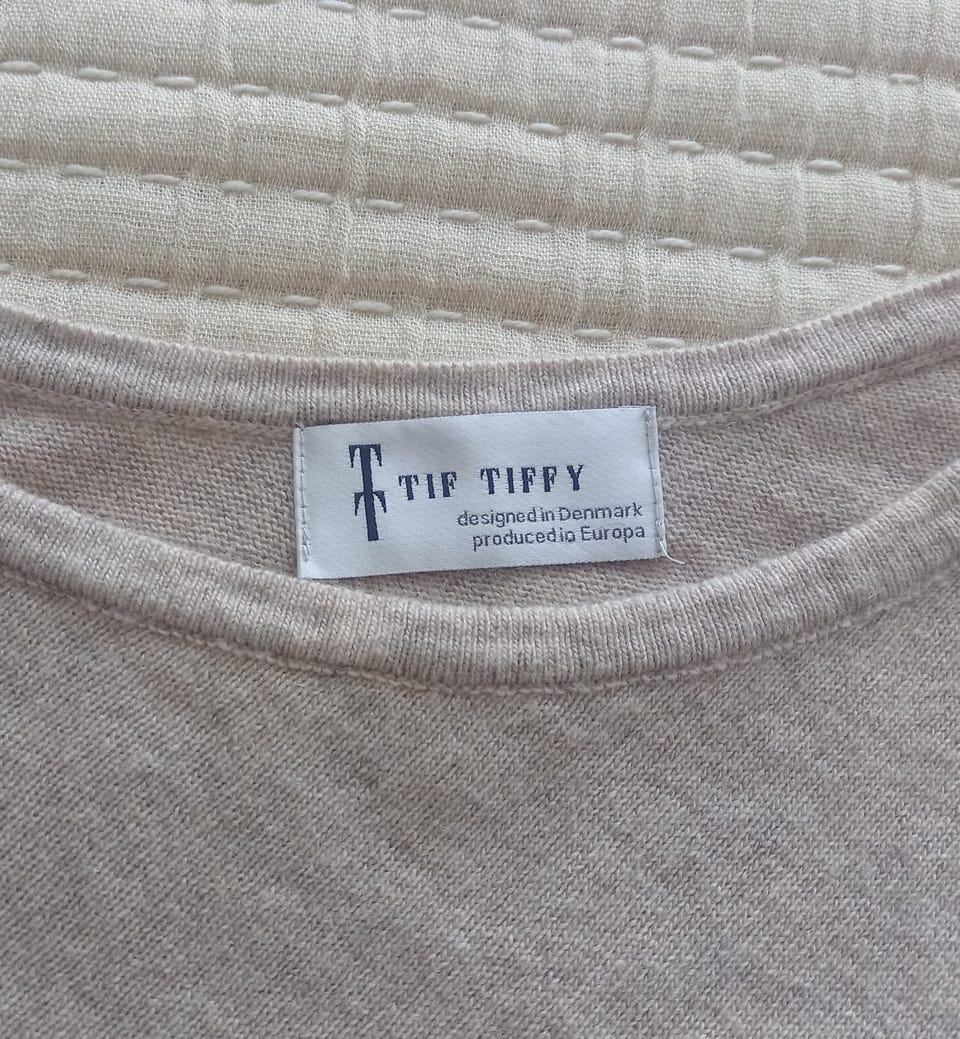 TIF TIFFY
designed in Denmark
produced in Europa